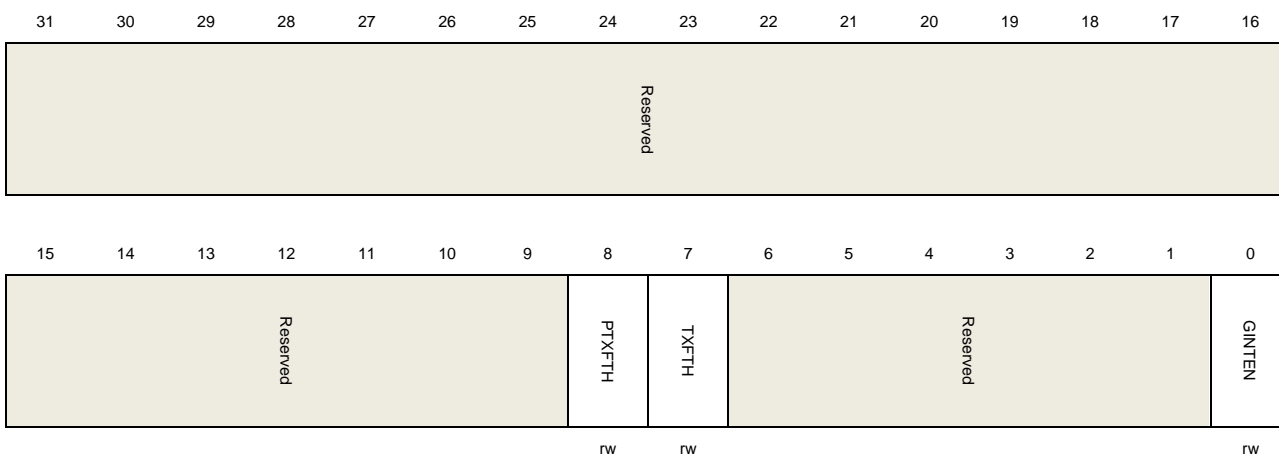 31 30 29 28 27 26 25 24 23 22 21 20 19 18 17 16
Reserved
15 14 13 12 11 10 9 8 7 6 5 4 3 2 1 0
Reserved PTXFTH TXFTH Reserved GINTEN
rw rw rw